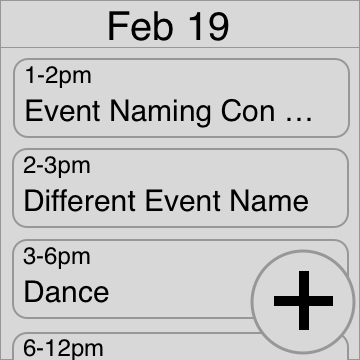 Feb 19
1-2pm
Event Naming Con …
2-3pm
Different Event Name
3-6pm
Dance
6-12pm